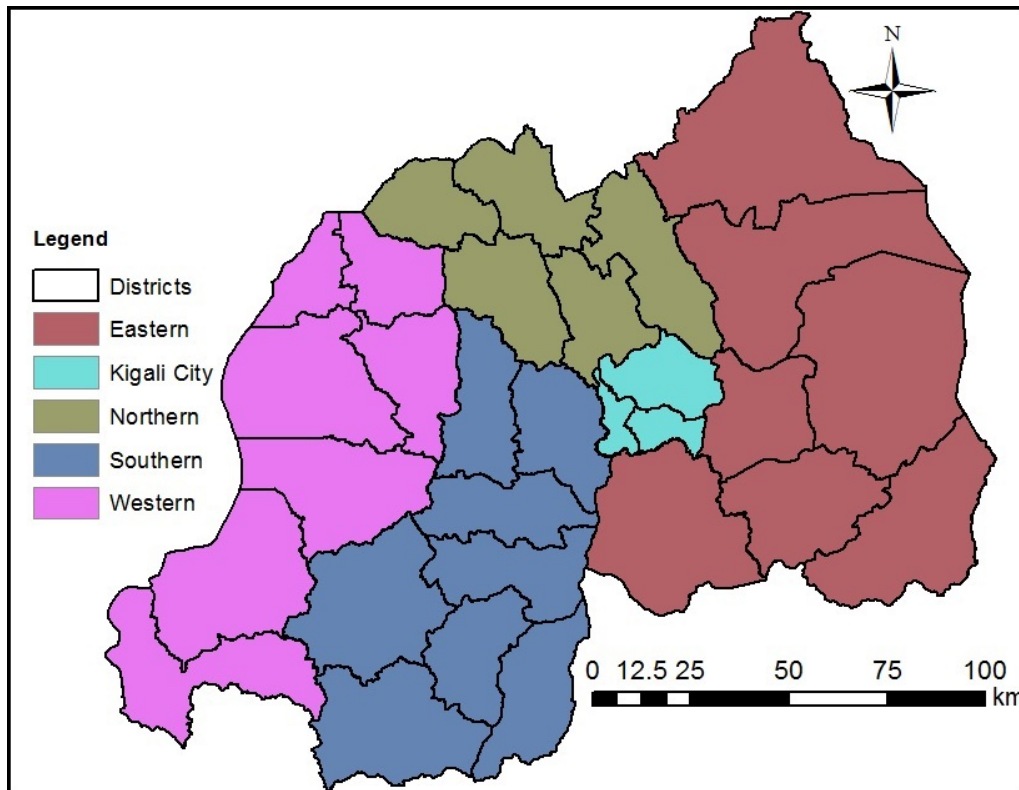 N
Legend
Districts
Eastern
Kigali City
Northern
Southern
Western
0 12.5 25 50 75 100
km